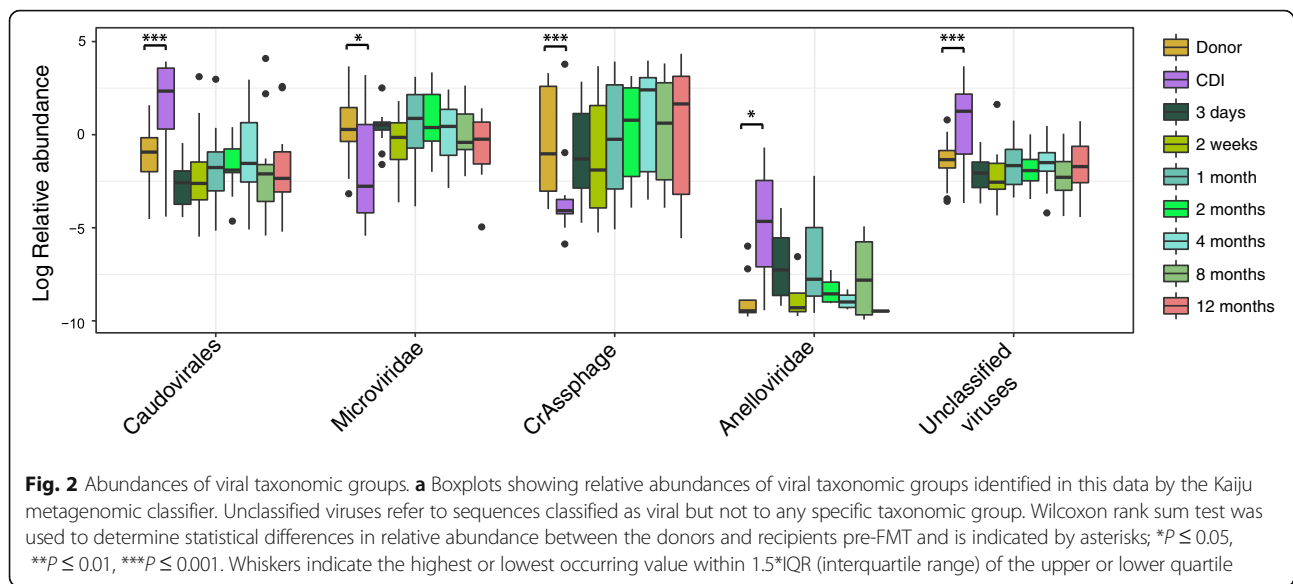 ***
*
***
*
***
5
0
−5
−10
Log Relative abundance
Caudovirales
Microviridae
CrAssphage
Anelloviridae
Unclassified
viruses
Donor
CDI
3 days
2 weeks
1 month
2 months
4 months
8 months
12 months
Fig. 2 Abundances of viral taxonomic groups. a Boxplots showing relative abundances of viral taxonomic groups identified in this data by the Kaiju
metagenomic classifier. Unclassified viruses refer to sequences classified as viral but not to any specific taxonomic group. Wilcoxon rank sum test was
used to determine statistical differences in relative abundance between the donors and recipients pre-FMT and is indicated by asterisks; *P ≤ 0.05,
**P ≤ 0.01, ***P ≤ 0.001. Whiskers indicate the highest or lowest occurring value within 1.5*IQR (interquartile range) of the upper or lower quartile